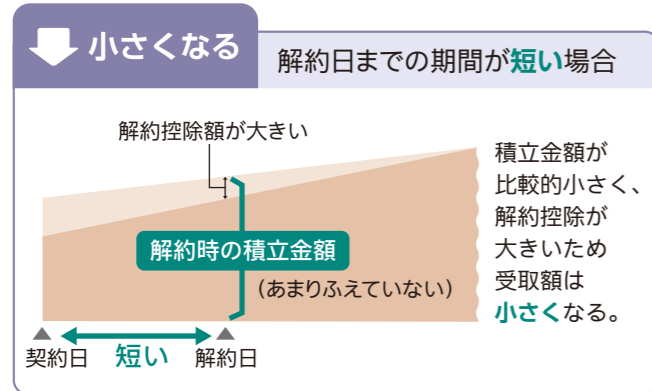 小さくなる
解約日までの期間が短い場合
解約控除額が大きい
解約時の積立金額
(あまりふえていない)
契約日
短い
解約日
積立金額が
比較的小さく、
解約控除が
大きいため
受取額は
小さくなる。